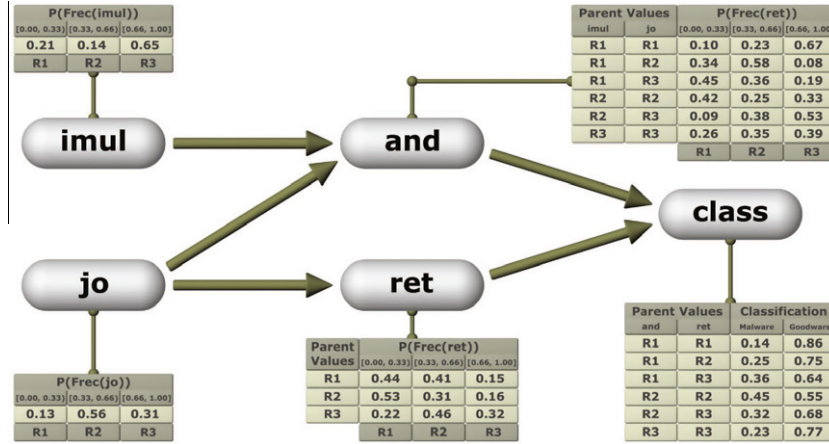 P(Frec(imul))
[0.00, 0.33) [0.33, 0.66) [0.66, 1.00]
0.21 0.14 0.65
R1 R2 R3
imul
Parent Values P(Frec(ret))
imul jo [0.00, 0.33) [0.33, 0.66) [0.66, 1.00]
R1 R1 0.10 0.23 0.67
R1 R2 0.34 0.58 0.08
R1 R3 0.45 0.36 0.19
R2 R2 0.42 0.25 0.33
R2 R3 0.09 0.38 0.53
R3 R3 0.26 0.35 0.39
R1 R2 R3
and
class
jo
P(Frec(jo))
[0.00, 0.33) [0.33, 0.66) [0.66, 1.00]
0.13 0.56 0.31
R1 R2 R3
ret
Parent Values P(Frec(ret))
[0.00, 0.33) [0.33, 0.66) [0.66, 1.00]
R1 0.44 0.41 0.15
R2 0.53 0.31 0.16
R3 0.22 0.46 0.32
R1 R2 R3
Parent Values Classification
and ret Malware Goodware
R1 R1 0.14 0.86
R1 R2 0.25 0.75
R1 R3 0.36 0.64
R2 R2 0.45 0.55
R2 R3 0.32 0.68
R3 R3 0.23 0.77